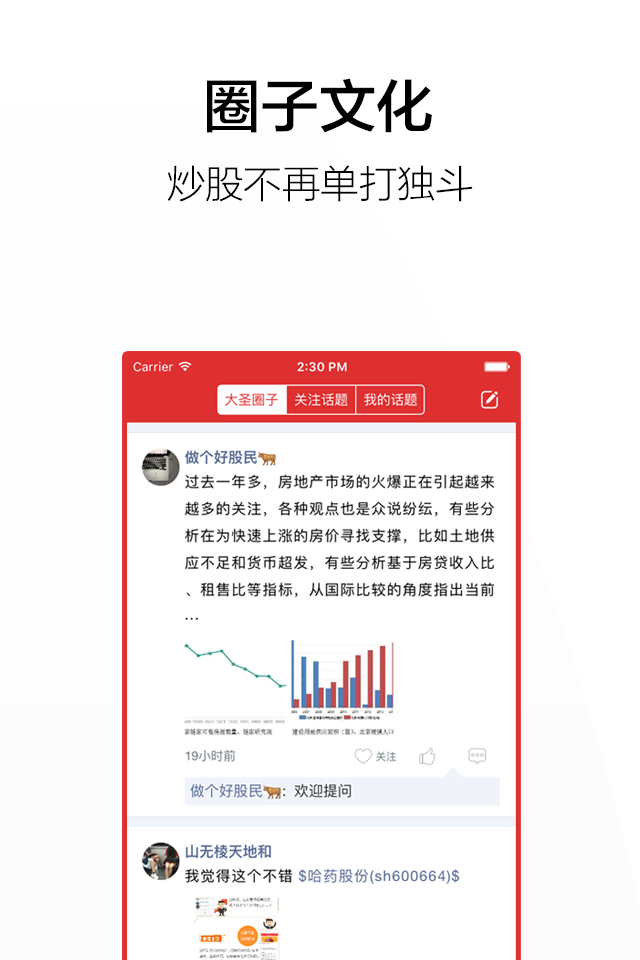 圈子文化
炒股不再单打独斗
Carrier
2:30 PM
大圣圈子 关注话题 我的话题
做个好股民🐂
过去一年多，房地产市场的火爆正在引起越来
越多的关注，各种观点也是众说纷纭，有些分
析在为快速上涨的房价寻找支撑，比如土地供
应不足和货币超发，有些分析基于房贷收入比
、租售比等指标，从国际比较的角度指出当前
...
19小时前
关注
做个好股民🐂：欢迎提问
山无棱天地和
我觉得这个不错 $哈药股份(sh600664)$